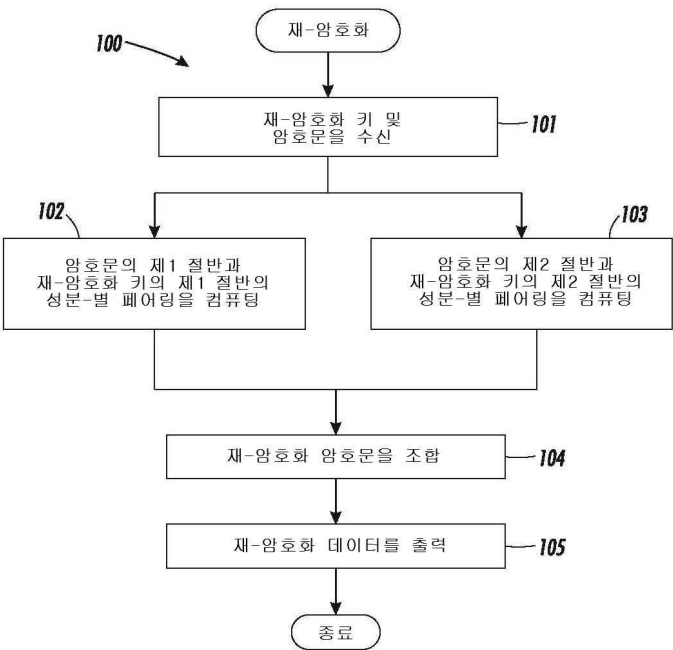 재-암호화
100
재-암호화 키 및
암호문을 수신
101
102
암호문의 제1 절반과
재-암호화 키의 제1 절반의
성분-별 페어링을 컴퓨팅
103
암호문의 제2 절반과
재-암호화 키의 제2 절반의
성분-별 페어링을 컴퓨팅
재-암호화 암호문을 조합
104
재-암호화 데이터를 출력
105
종료